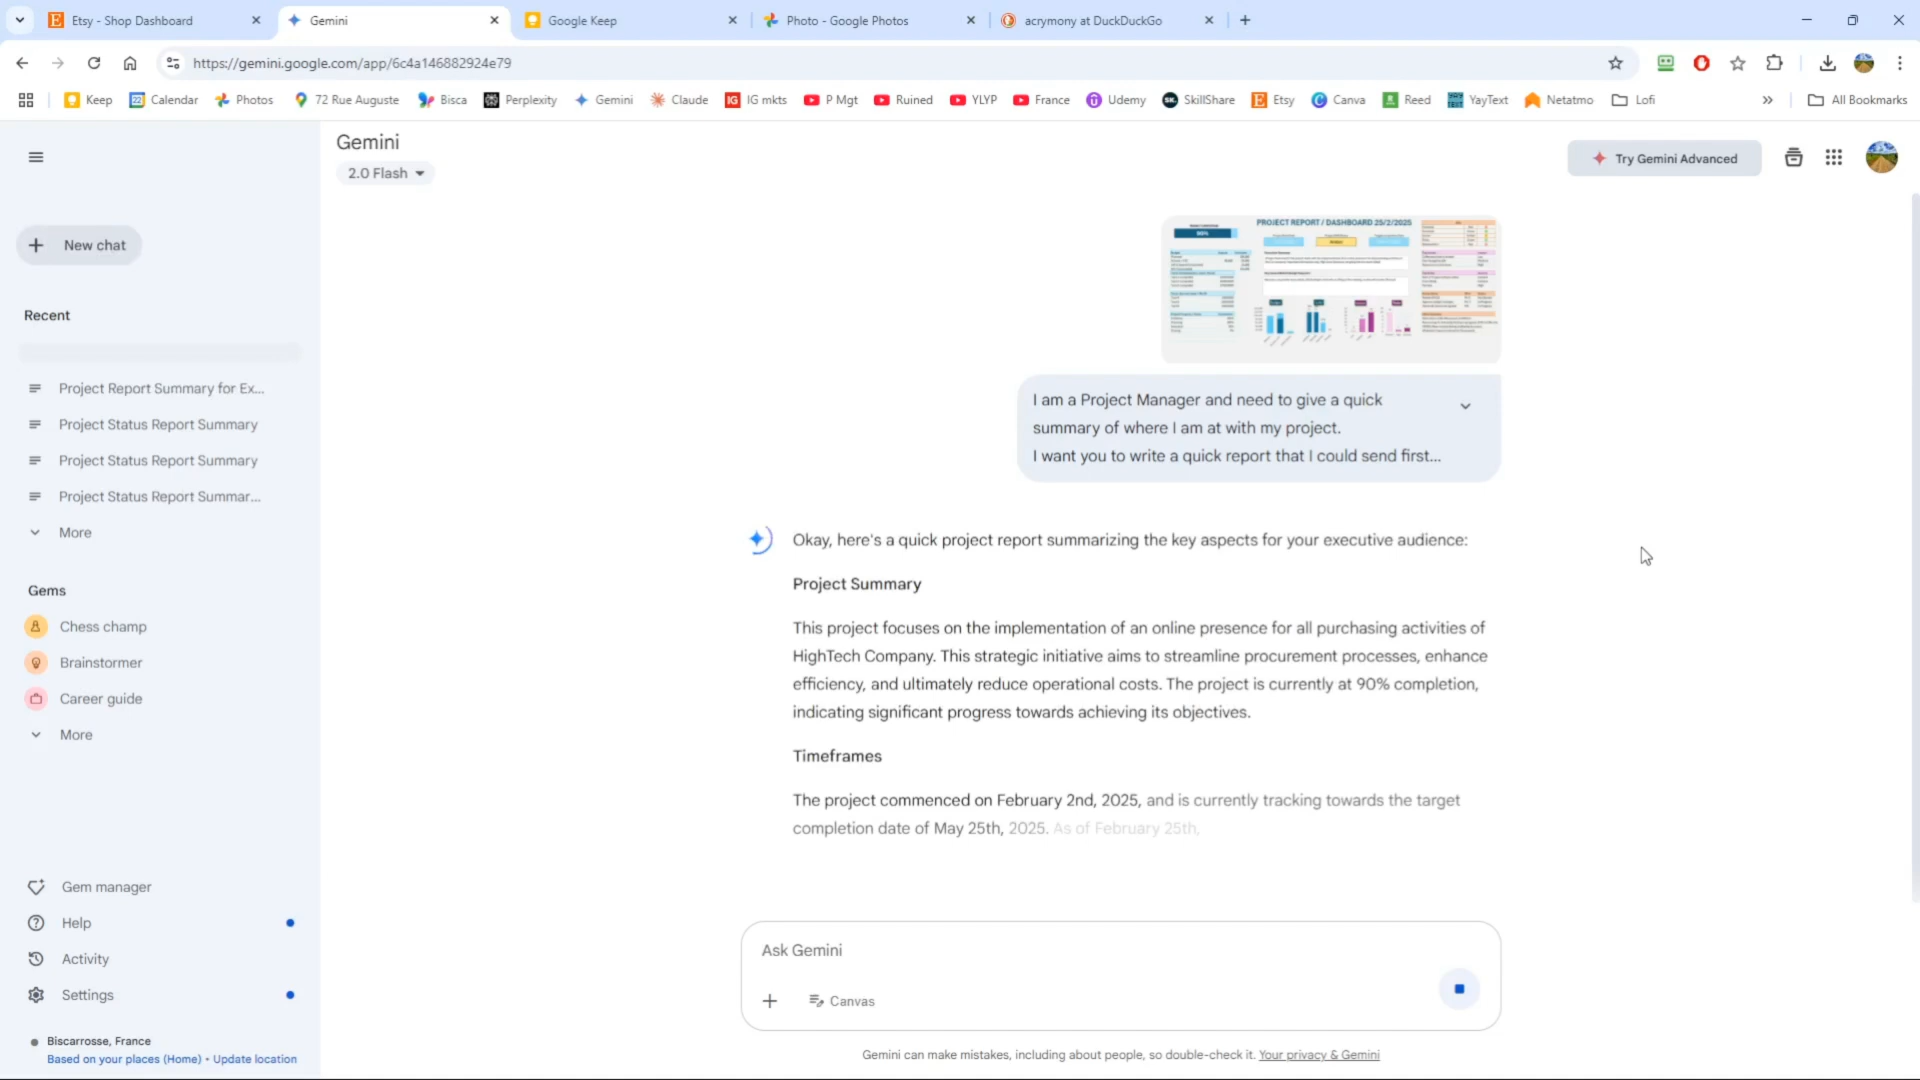 Etsy - Shop Dashboard
Gemini
Google Keep
Photo - Google Photos
acrymony at DuckDuckGo
https://gemini.google.com/app/6c4a146882924e79
Keep
Calendar
Photos
72 Rue Auguste
Bisca
Perplexity
Gemini
Claude
IG mkts
P Mgt
Ruined
YLYP
France
Udemy
SkillShare
Etsy
Canva
Reed
YayText
Netatmo
Lofi
All Bookmarks
Gemini
2.0 Flash
Try Gemini Advanced
New chat
Recent
Project Report Summary for Ex...
Project Status Report Summary
Project Status Report Summary
Project Status Report Summar...
More
Gems
Chess champ
Brainstormer
Career guide
More
Gem manager
Help
Activity
Settings
Biscarrosse, France
Based on your places (Home) • Update location
PROJECT REPORT / DASHBOARD 25/2/2025
90%
I am a Project Manager and need to give a quick
summary of where I am at with my project.
I want you to write a quick report that I could send first...
Okay, here's a quick project report summarizing the key aspects for your executive audience:
Project Summary
This project focuses on the implementation of an online presence for all purchasing activities of
HighTech Company. This strategic initiative aims to streamline procurement processes, enhance
efficiency, and ultimately reduce operational costs. The project is currently at 90% completion,
indicating significant progress towards achieving its objectives.
Timeframes
The project commenced on February 2nd, 2025, and is currently tracking towards the target
completion date of May 25th, 2025. As of February 25th,
Ask Gemini
Canvas
Gemini can make mistakes, including about people, so double-check it. Your privacy & Gemini